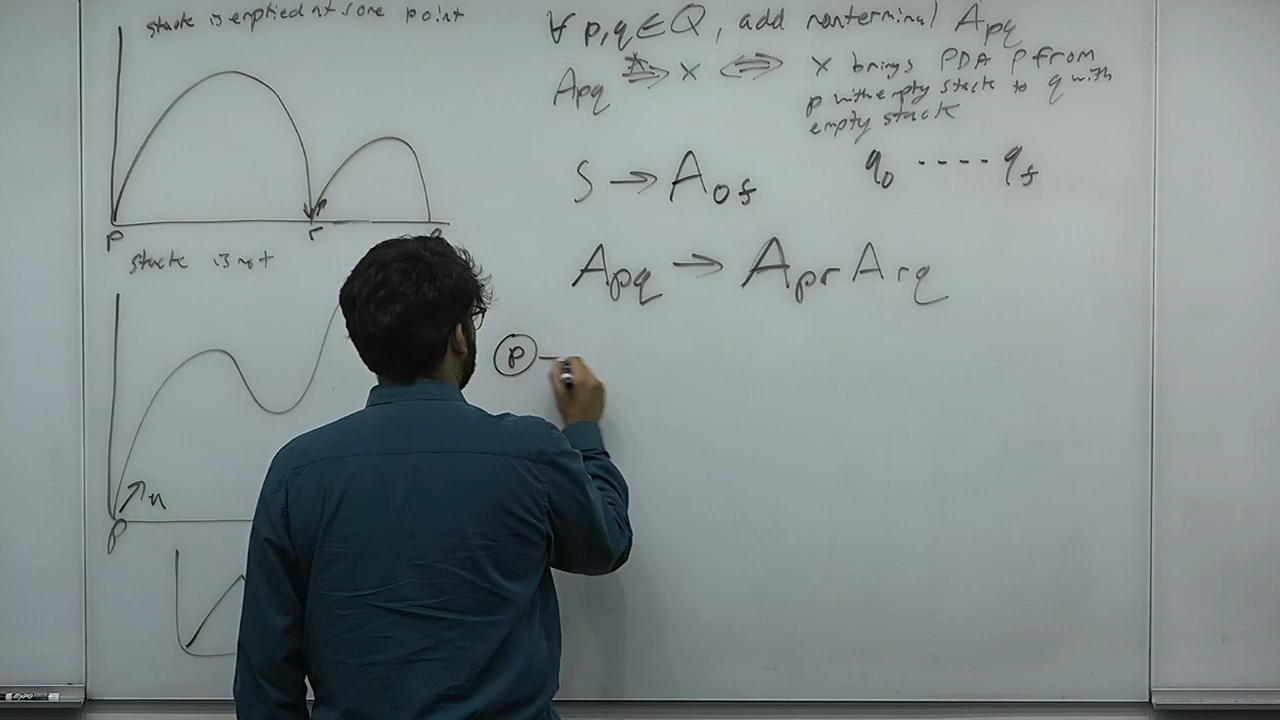 stack is emptied at some point
P r q
stack is not
P u
∀ p,q ∈ Q, add nonterminal Apq
Apq *⇒ x ⇔ x brings PDA P from
p with empty stack to q with
empty stack
S → A0f q0 ---- qf
Apq → Apr Arq
P
EXPO